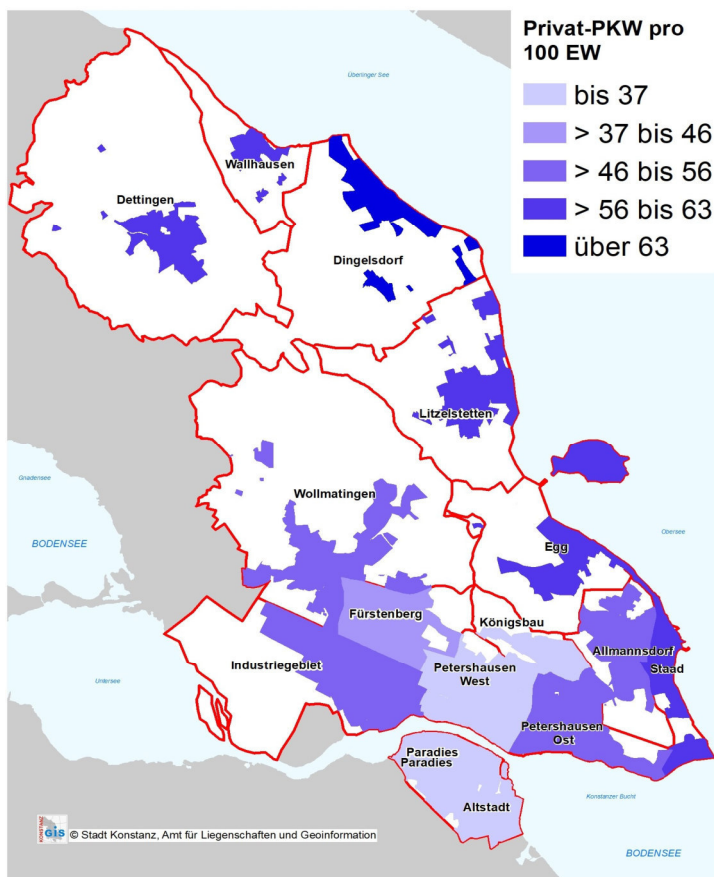 Privat-PKW pro
100 EW
bis 37
> 37 bis 46
> 46 bis 56
> 56 bis 63
über 63
Überlinger See
Wallhausen
Dettingen
Dingelsdorf
Litzelstetten
Gnadensee
Wollmatingen
BODENSEE
Obersee
Egg
Fürstenberg
Königsbau
Allmannsdorf
Industriegebiet
Petershausen
West
Staad
Untersee
Petershausen
Ost
Paradies
Paradies
Altstadt
Konstanzer Bucht
KONSTANZ
GIS
© Stadt Konstanz, Amt für Liegenschaften und Geoinformation
BODENSEE